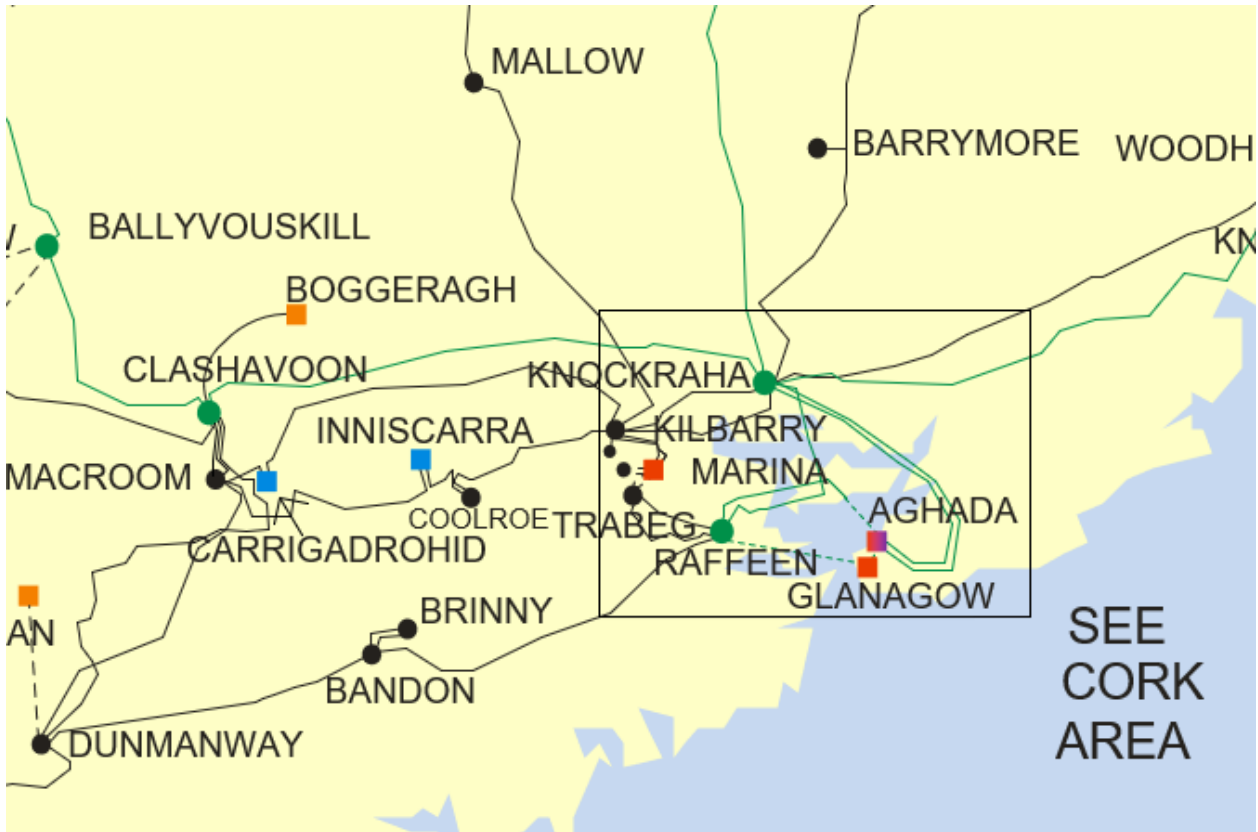 MALLOW
BARRYMORE
WOODH
BALLYVOUSKILL
KN
BOGGERAGH
CLASHAVOON
KNOCKRAHA
INNISCARRA
KILBARRY
MACROOM
MARINA
COOLROE
TRABEG
AGHADA
CARRIGADROHID
RAFFEEN
GLANAGOW
BRINNY
AN
SEE
CORK
AREA
BANDON
DUNMANWAY